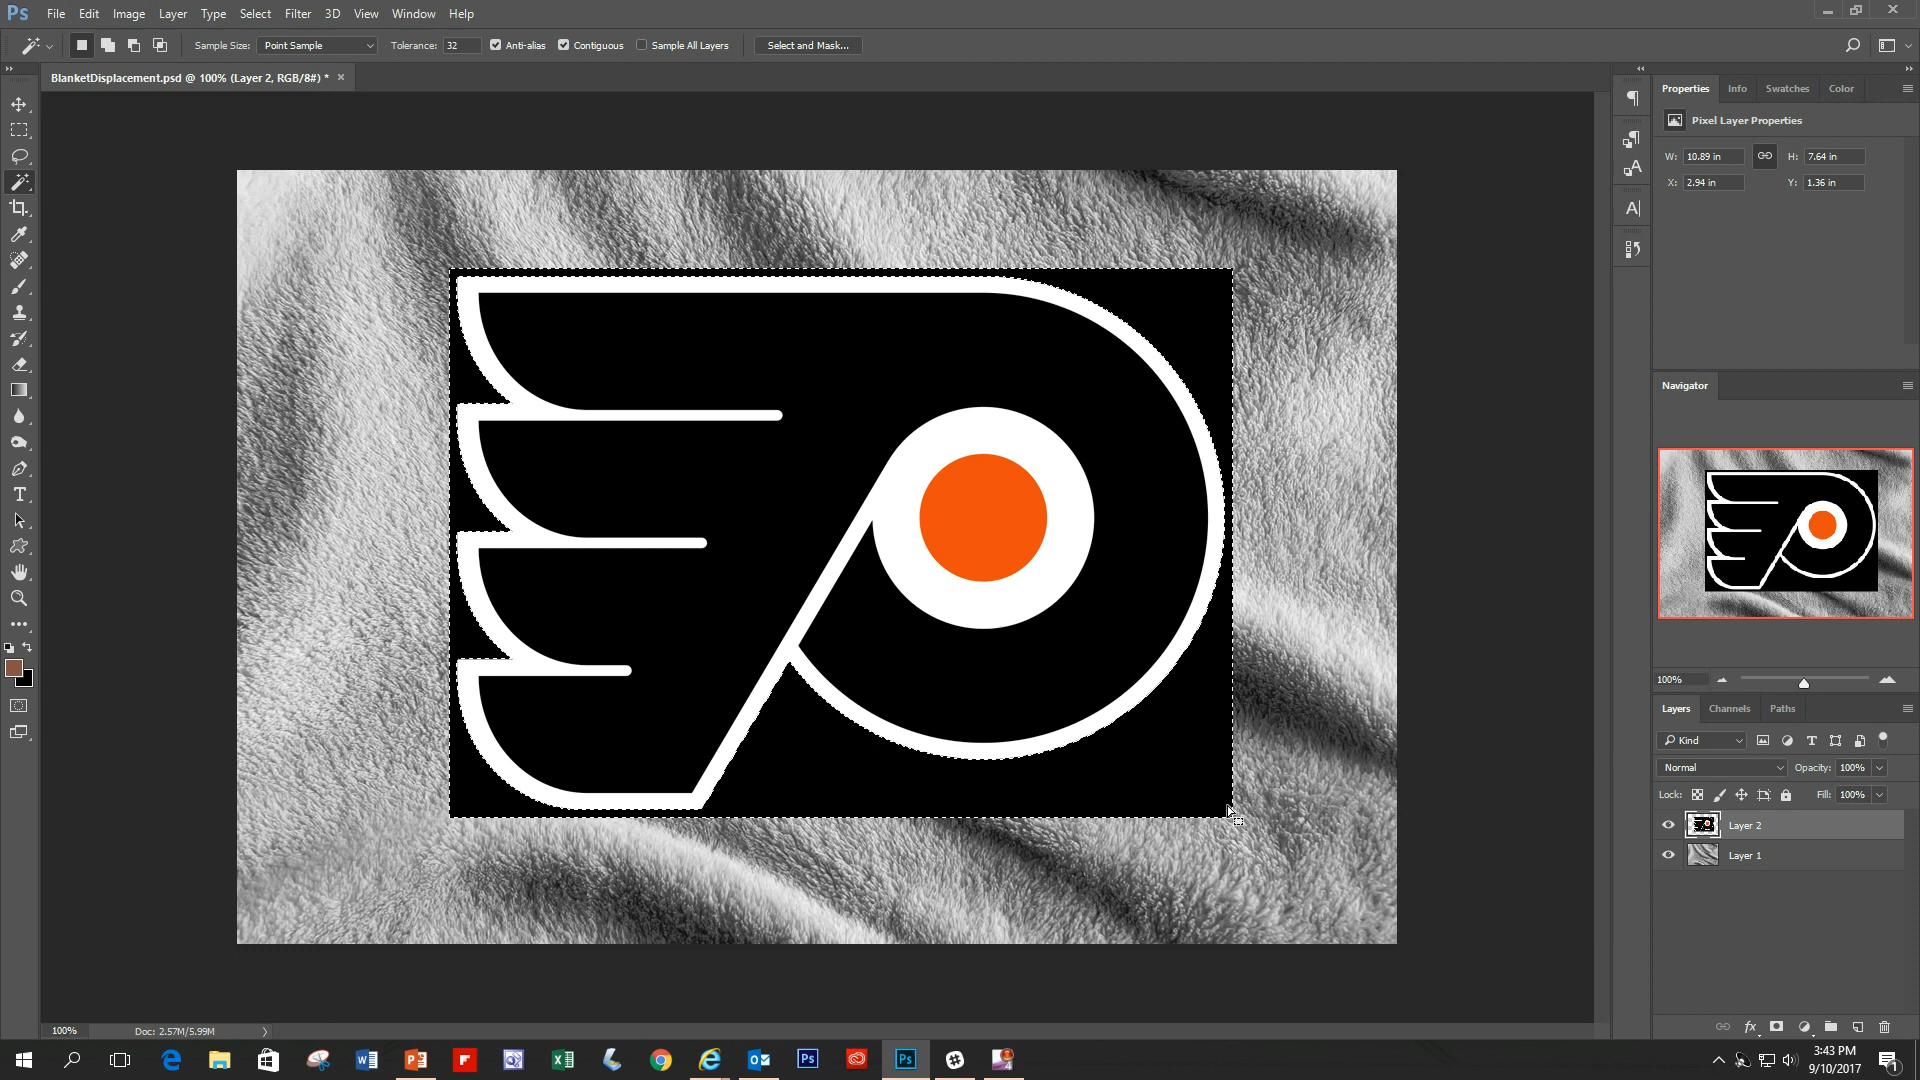 Ps File Edit Image Layer Type Select Filter 3D View Window Help
Sample Size: Point Sample Tolerance: 32 Anti-alias Contiguous Sample All Layers Select and Mask...
BlanketDisplacement.psd @ 100% (Layer 2, RGB/8#) * ×
Properties Info Swatches Color
Pixel Layer Properties
W: 10.89 in H: 7.64 in
X: 2.94 in Y: 1.36 in
Navigator
100%
Layers Channels Paths
Kind
Normal Opacity: 100%
Lock: Fill: 100%
Layer 2
Layer 1
fx
100% Doc: 2.57M/5.99M
3:43 PM
9/10/2017